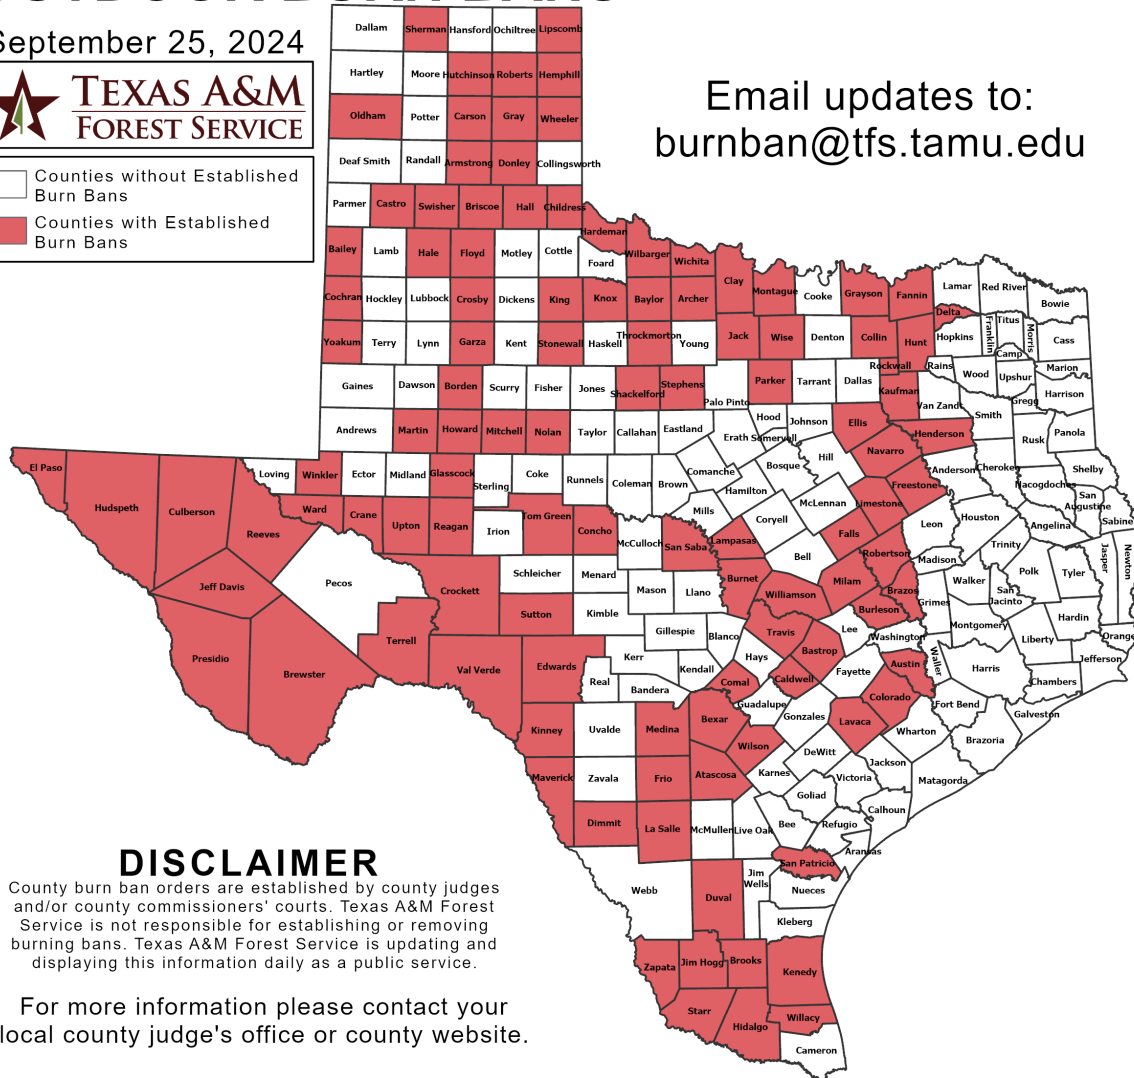 September 25, 2024
TEXAS A&M
FOREST SERVICE
Counties without Established
Burn Bans
Counties with Established
Burn Bans
Email updates to:
burnban@tfs.tamu.edu
Dallam Sherman Hansford Ochiltree Lipscomb
Hartley Moore Hutchinson Roberts Hemphill
Oldham Potter Carson Gray Wheeler
Deaf Smith Randall Armstrong Donley Collingsworth
Parmer Castro Swisher Briscoe Hall Childress
Hardeman
Bailey Lamb Hale Floyd Motley Cottle Foard Wilbarger Wichita
Clay Montague Cooke Grayson Fannin Lamar Red River Bowie
Cochran Hockley Lubbock Crosby Dickens King Knox Baylor Archer
Delta Titus Franklin Morris Cass
Yoakum Terry Lynn Garza Kent Stonewall Haskell Throckmorton Young Jack Wise Denton Collin Hunt Hopkins
Camp Marion
Rockwall Rains Wood Upshur
Gaines Dawson Borden Scurry Fisher Jones Shackelford Stephens Palo Pinto Parker Tarrant Dallas Kaufman Van Zandt Smith Gregg Harrison
Andrews Martin Howard Mitchell Nolan Taylor Callahan Eastland Erath Hood Somervell Johnson Ellis Henderson Rusk Panola
El Paso Loving Winkler Ector Midland Glasscock Sterling Coke Runnels Coleman Brown Comanche Bosque Hill Navarro Anderson Cherokee Shelby
Hudspeth Culberson Reeves Ward Crane Upton Reagan Irion Tom Green Concho McCulloch San Saba Mills Hamilton Coryell McLennan Limestone Freestone Nacogdoches San Augustine Sabine
Lampasas Bell Falls Leon Houston Angelina
Jeff Davis Pecos Crockett Schleicher Menard Mason Llano Burnet Williamson Milam Robertson Madison Trinity Polk Tyler Jasper Newton
Brazos Walker San Jacinto
Sutton Kimble Burleson Grimes Montgomery Hardin
Presidio Brewster Terrell Val Verde Edwards Gillespie Blanco Travis Lee Washington Liberty Orange
Kerr Kendall Hays Bastrop Austin Waller Harris Jefferson
Real Bandera Comal Caldwell Fayette Colorado Chambers
Guadalupe Gonzales Lavaca Fort Bend Galveston
Kinney Uvalde Medina Bexar Wilson DeWitt Wharton Brazoria
Maverick Zavala Frio Atascosa Karnes Victoria Jackson Matagorda
Goliad Calhoun
Dimmit La Salle McMullen Live Oak Bee Refugio
Aransas
San Patricio
Webb Duval Jim Wells Nueces
Kleberg
Zapata Jim Hogg Brooks Kenedy
Starr Hidalgo Willacy
Cameron
DISCLAIMER
County burn ban orders are established by county judges
and/or county commissioners' courts. Texas A&M Forest
Service is not responsible for establishing or removing
burning bans. Texas A&M Forest Service is updating and
displaying this information daily as a public service.
For more information please contact your
local county judge's office or county website.